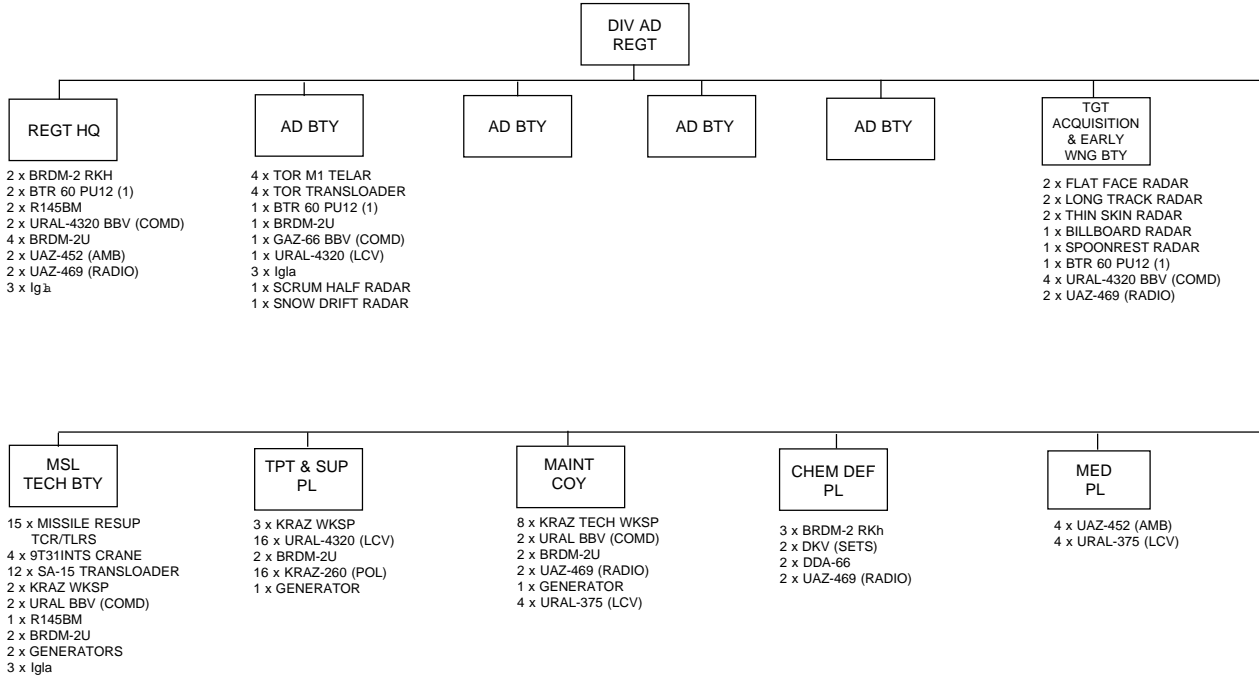 DIV AD
REGT
REGT HQ
2 x BRDM-2 RKH
2 x BTR 60 PU12 (1)
2 x R145BM
2 x URAL-4320 BBV (COMD)
4 x BRDM-2U
2 x UAZ-452 (AMB)
2 x UAZ-469 (RADIO)
3 x Igla
AD BTY
4 x TOR M1 TELAR
4 x TOR TRANSLOADER
1 x BTR 60 PU12 (1)
1 x BRDM-2U
1 x GAZ-66 BBV (COMD)
1 x URAL-4320 (LCV)
3 x Igla
1 x SCRUM HALF RADAR
1 x SNOW DRIFT RADAR
AD BTY
AD BTY
AD BTY
TGT
ACQUISITION
& EARLY
WNG BTY
2 x FLAT FACE RADAR
2 x LONG TRACK RADAR
2 x THIN SKIN RADAR
1 x BILLBOARD RADAR
1 x SPOONREST RADAR
1 x BTR 60 PU12 (1)
4 x URAL-4320 BBV (COMD)
2 x UAZ-469 (RADIO)
MSL
TECH BTY
15 x MISSILE RESUP
TCR/TLRS
4 x 9T31INTS CRANE
12 x SA-15 TRANSLOADER
2 x KRAZ WKSP
2 x URAL BBV (COMD)
1 x R145BM
2 x BRDM-2U
2 x GENERATORS
3 x Igla
TPT & SUP
PL
3 x KRAZ WKSP
16 x URAL-4320 (LCV)
2 x BRDM-2U
16 x KRAZ-260 (POL)
1 x GENERATOR
MAINT
COY
8 x KRAZ TECH WKSP
2 x URAL BBV (COMD)
2 x BRDM-2U
2 x UAZ-469 (RADIO)
1 x GENERATOR
4 x URAL-375 (LCV)
CHEM DEF
PL
3 x BRDM-2 RKh
2 x DKV (SETS)
2 x DDA-66
2 x UAZ-469 (RADIO)
MED
PL
4 x UAZ-452 (AMB)
4 x URAL-375 (LCV)